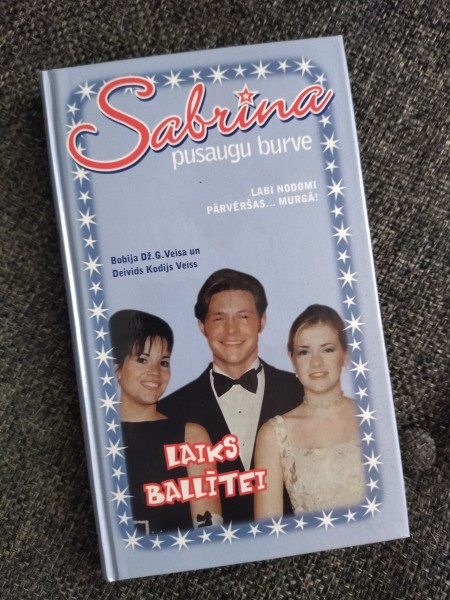 Sabrina
pusaugu burve
LABI NODOMI
PĀRVĒRŠAS... MURGĀ!
Bobija Dž.G.Veisa un
Deivids Kodijs Veiss
LAIKS
BALLĪTEI